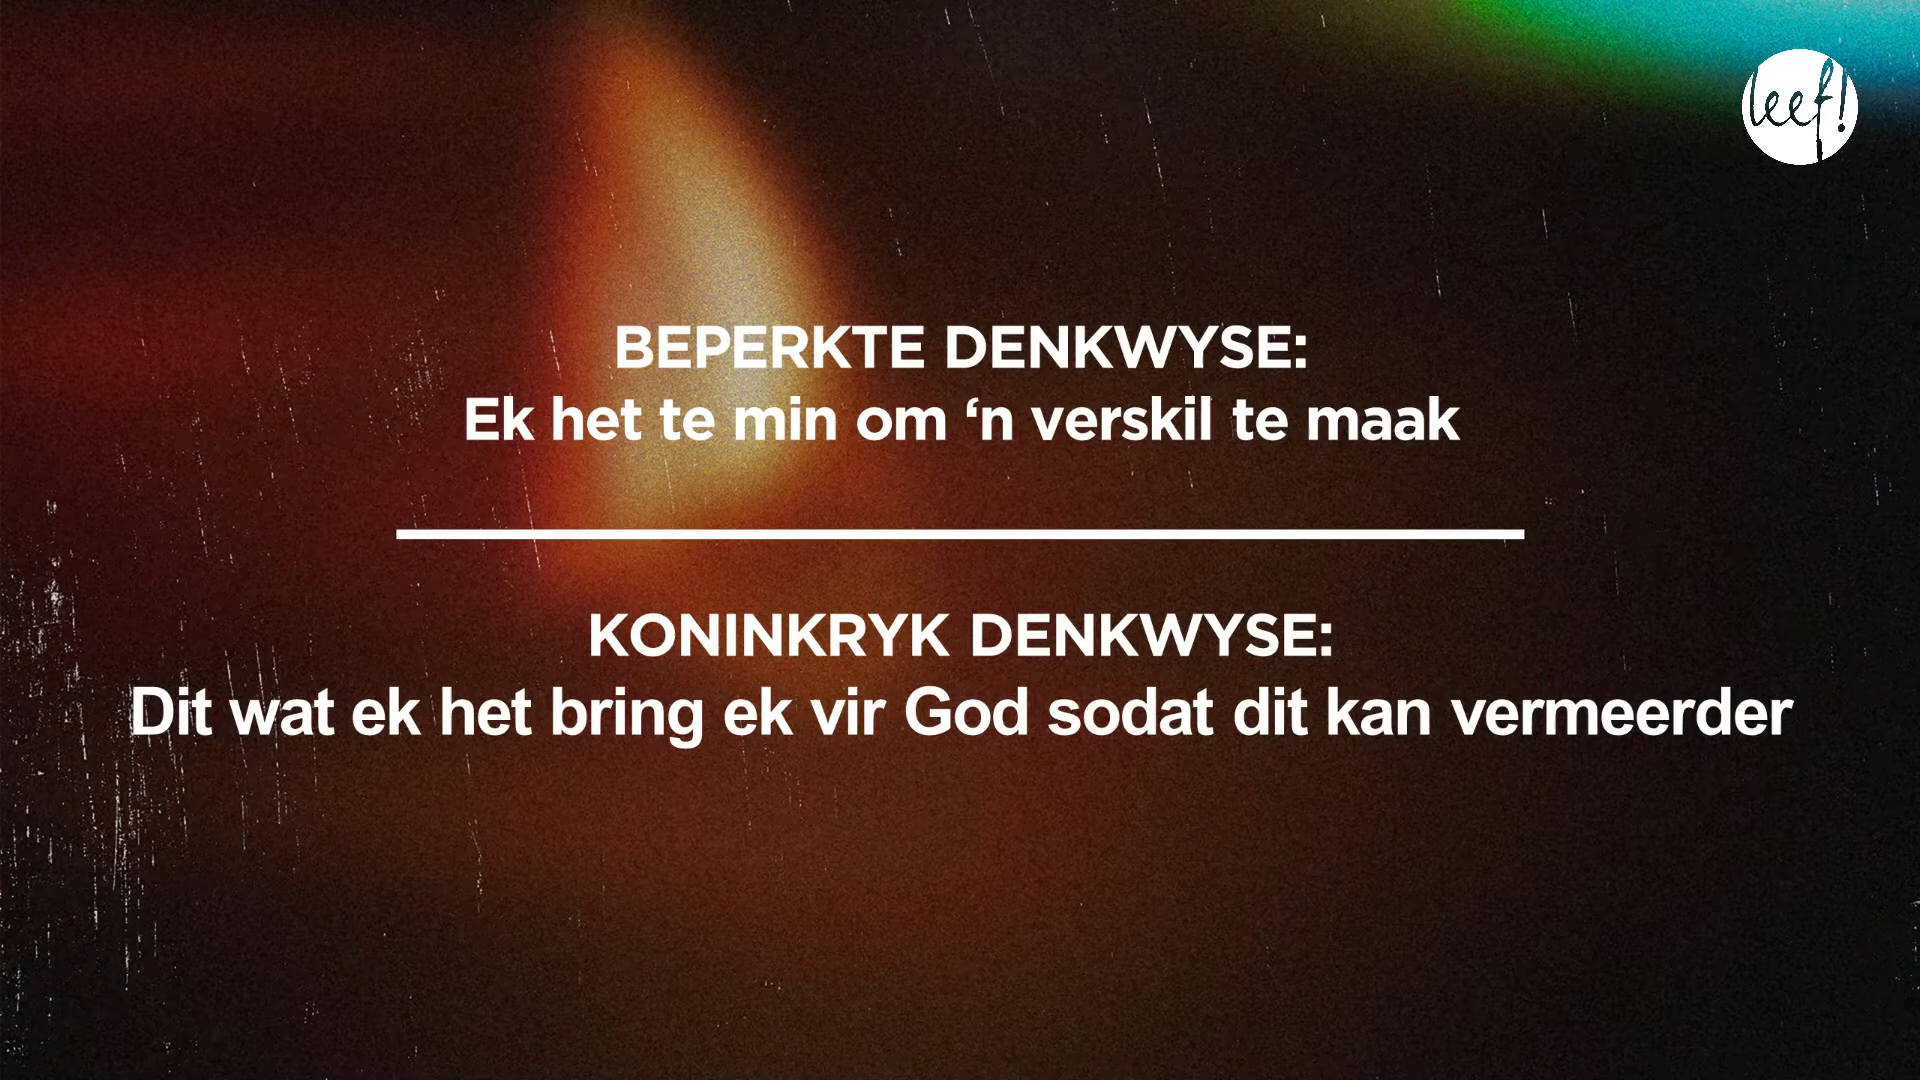 leef!
BEPERKTE DENKWYSE:
Ek het te min om ‘n verskil te maak
KONINKRYK DENKWYSE:
Dit wat ek het bring ek vir God sodat dit kan vermeerder